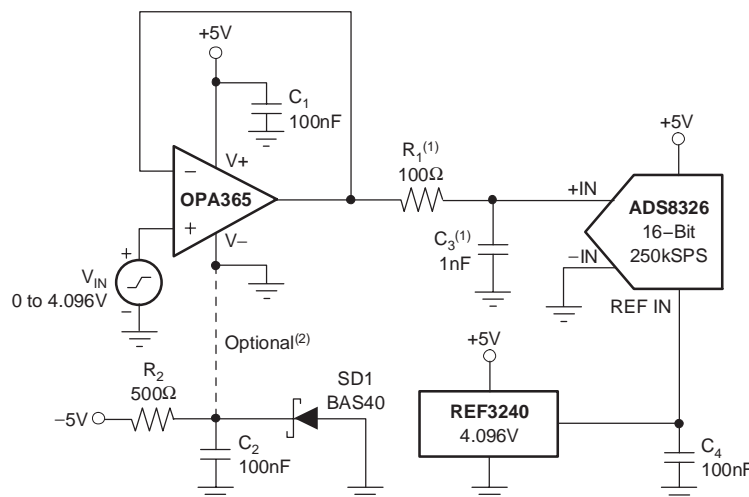 +5V
C1
100nF
V+
−
OPA365
+
V−
R1(1)
100Ω
C3(1)
1nF
+5V
+IN
ADS8326
16−Bit
250kSPS
−IN
REF IN
+
VIN
0 to 4.096V
−
Optional(2)
R2
500Ω
−5V
SD1
BAS40
C2
100nF
+5V
REF3240
4.096V
C4
100nF